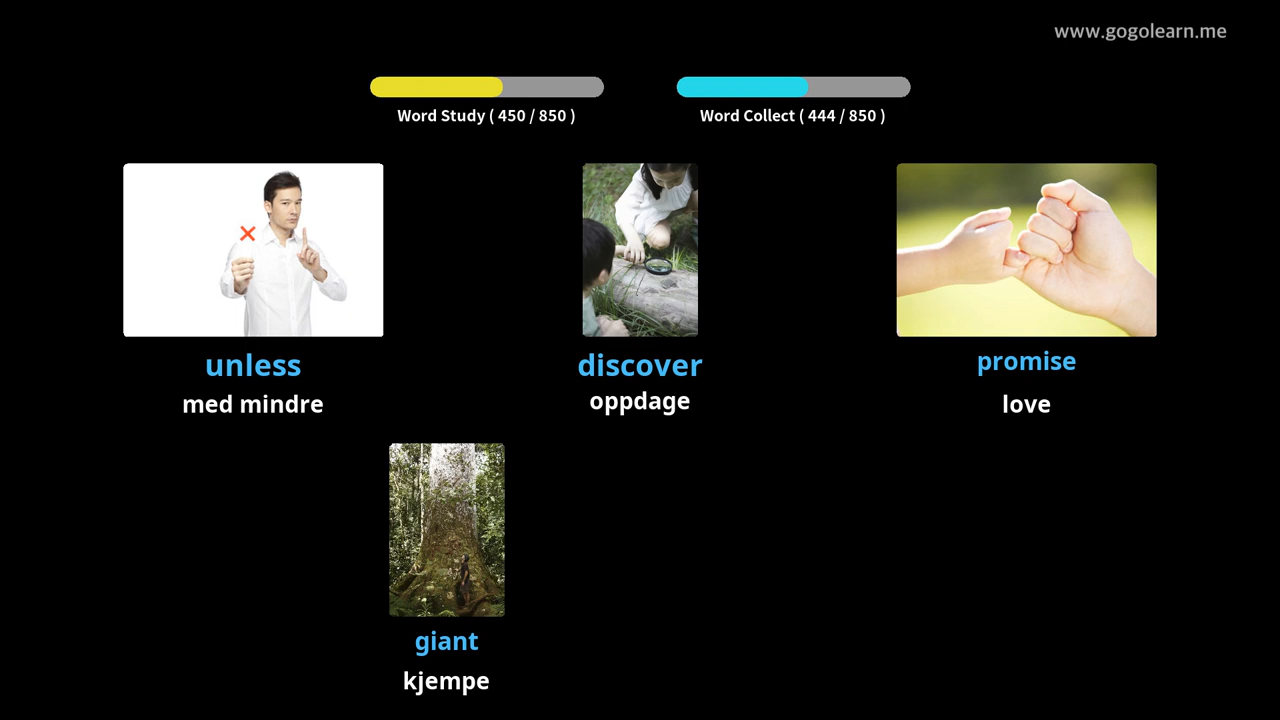 www.gogolearn.me
Word Study ( 450 / 850 )
Word Collect ( 444 / 850 )
unless
med mindre
discover
oppdage
promise
love
giant
kjempe